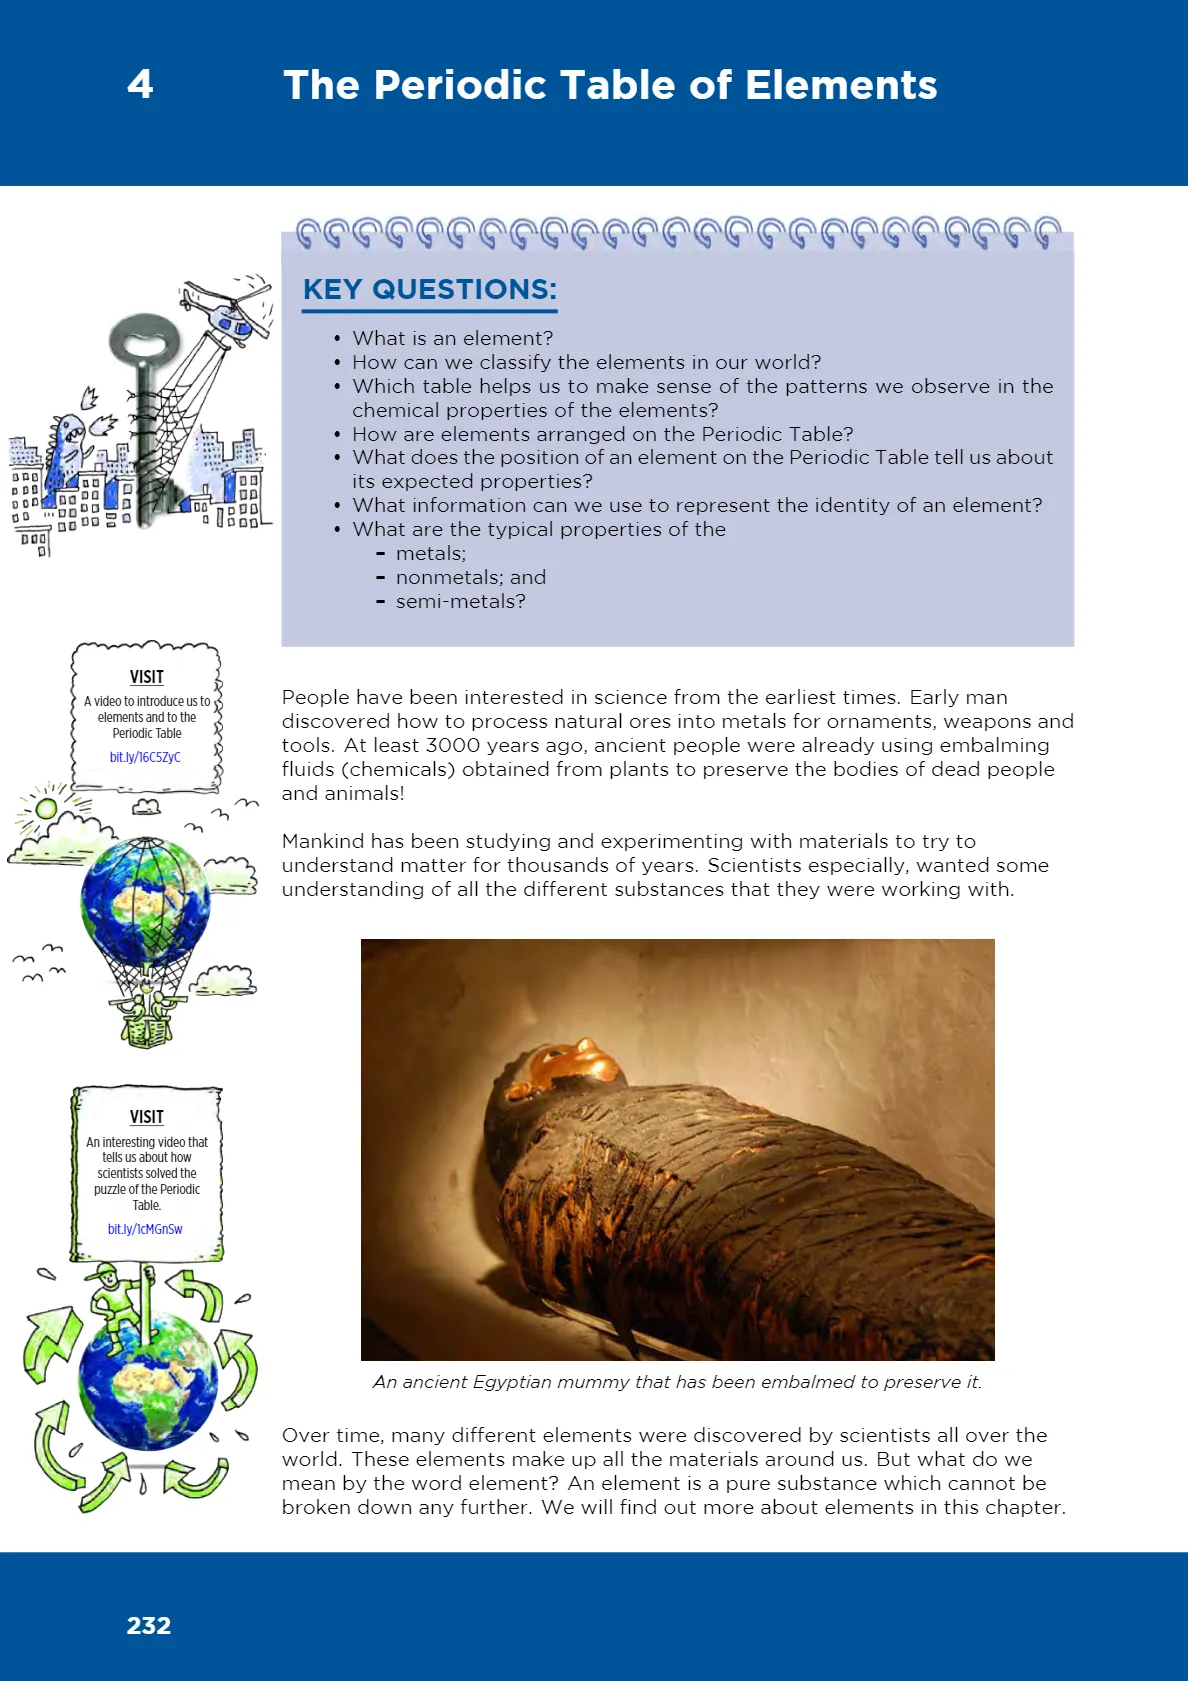 4
The Periodic Table of Elements
KEY QUESTIONS:
• What is an element?
• How can we classify the elements in our world?
• Which table helps us to make sense of the patterns we observe in the
chemical properties of the elements?
• How are elements arranged on the Periodic Table?
• What does the position of an element on the Periodic Table tell us about
its expected properties?
• What information can we use to represent the identity of an element?
• What are the typical properties of the
– metals;
– nonmetals; and
– semi-metals?
VISIT
A video to introduce us to
elements and to the
Periodic Table
bit.ly/16C5ZyC
People have been interested in science from the earliest times. Early man
discovered how to process natural ores into metals for ornaments, weapons and
tools. At least 3000 years ago, ancient people were already using embalming
fluids (chemicals) obtained from plants to preserve the bodies of dead people
and animals!
Mankind has been studying and experimenting with materials to try to
understand matter for thousands of years. Scientists especially, wanted some
understanding of all the different substances that they were working with.
VISIT
An interesting video that
tells us about how
scientists solved the
puzzle of the Periodic
Table.
bit.ly/1cMGnSw
An ancient Egyptian mummy that has been embalmed to preserve it.
Over time, many different elements were discovered by scientists all over the
world. These elements make up all the materials around us. But what do we
mean by the word element? An element is a pure substance which cannot be
broken down any further. We will find out more about elements in this chapter.
232